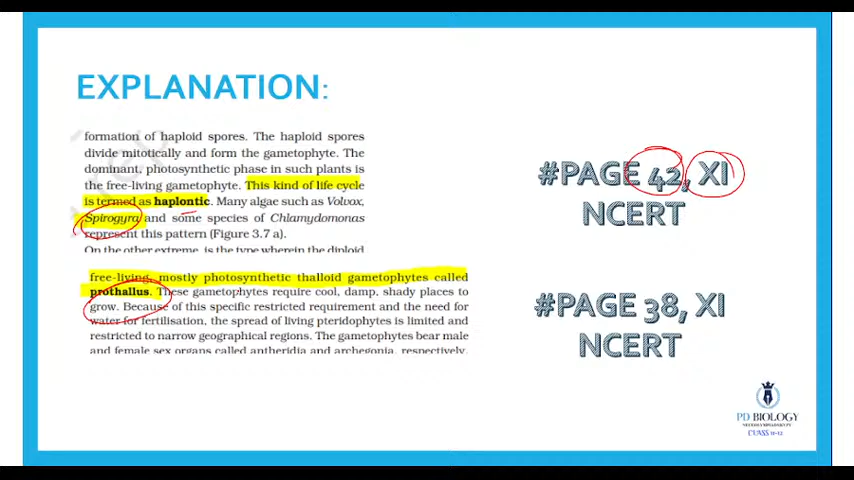 EXPLANATION:
formation of haploid spores. The haploid spores
divide mitotically and form the gametophyte. The
dominant, photosynthetic phase in such plants is
the free-living gametophyte. This kind of life cycle
is termed as haplontic. Many algae such as Volvox,
Spirogyra and some species of Chlamydomonas
represent this pattern (Figure 3.7 a).
On the other extreme, is the type wherein the diploid
free-living, mostly photosynthetic thalloid gametophytes called
prothallus. These gametophytes require cool, damp, shady places to
grow. Because of this specific restricted requirement and the need for
water for fertilisation, the spread of living pteridophytes is limited and
restricted to narrow geographical regions. The gametophytes bear male
and female sex organs called antheridia and archegonia, respectively.
#PAGE 42, XI
NCERT
#PAGE 38, XI
NCERT
PD BIOLOGY
CLASS 11-12